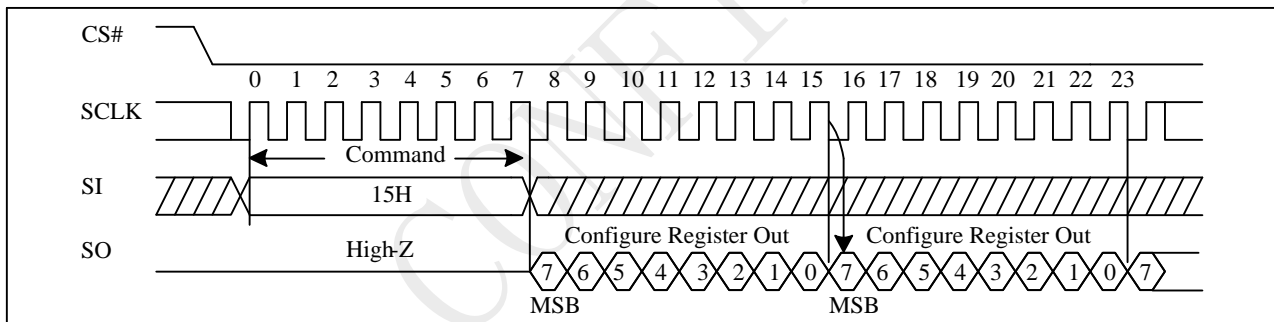 CS#
0 1 2 3 4 5 6 7 8 9 10 11 12 13 14 15 16 17 18 19 20 21 22 23
SCLK
Command
SI
15H
SO
High-Z
Configure Register Out
Configure Register Out
7 6 5 4 3 2 1 0 7 6 5 4 3 2 1 0 7
MSB
MSB